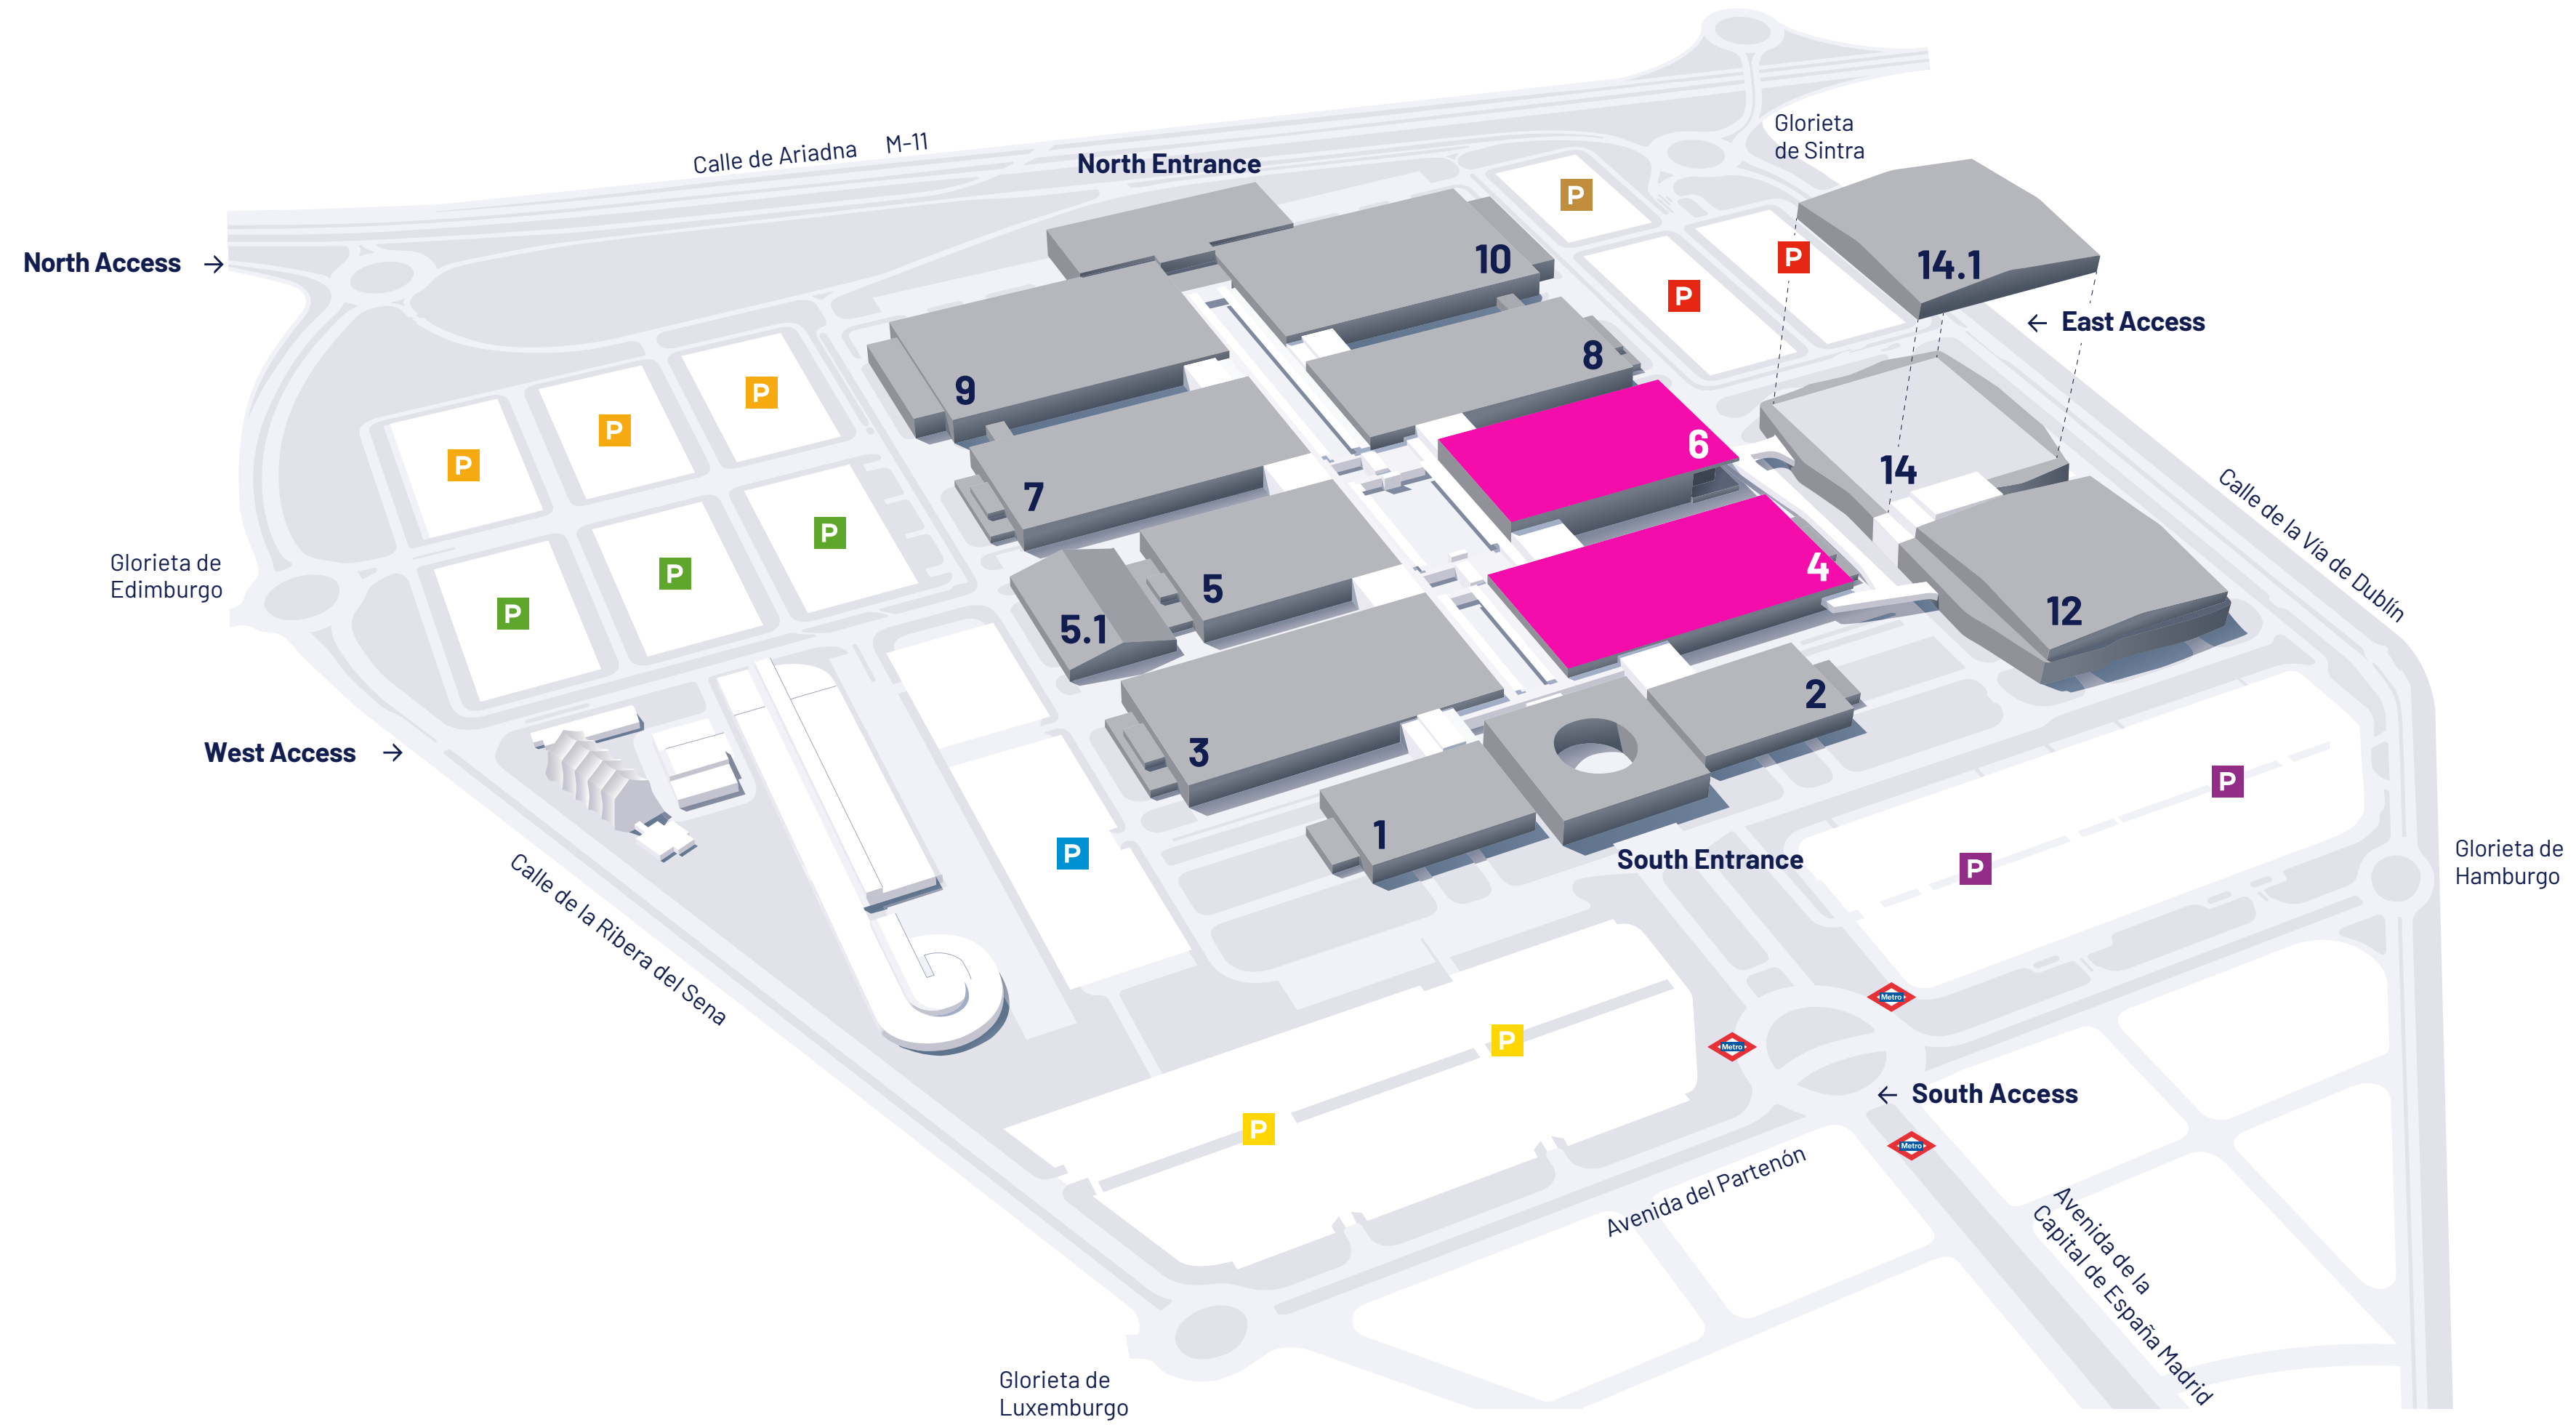 Glorieta
de Sintra
Calle de Ariadna M-11
North Entrance
P
North Access →
P
10
14.1
P
← East Access
8
9
P
P
P
6
14
7
Calle de la Vía de Dublín
P
Glorieta de
Edimburgo
P
P
4
5
12
5.1
2
West Access →
3
P
1
P
South Entrance
P
Glorieta de
Hamburgo
Calle de la Ribera del Sena
Metro
P
Metro
← South Access
P
Metro
Avenida del Partenón
Avenida de la
Capital de España Madrid
Glorieta de
Luxemburgo